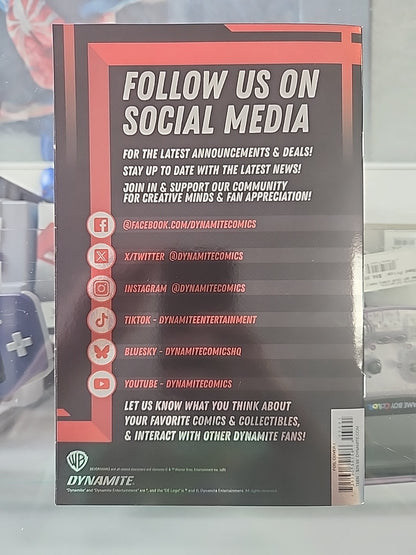 FOLLOW US ON
SOCIAL MEDIA
FOR THE LATEST ANNOUNCEMENTS & DEALS!
STAY UP TO DATE WITH THE LATEST NEWS!
JOIN IN & SUPPORT OUR COMMUNITY
FOR CREATIVE MINDS & FAN APPRECIATION!
@FACEBOOK.COM/DYNAMITECOMICS
X/TWITTER @DYNAMITECOMICS
INSTAGRAM @DYNAMITECOMICS
TIKTOK - DYNAMITEENTERTAINMENT
BLUESKY - DYNAMITECOMICSHQ
YOUTUBE - DYNAMITECOMICS
LET US KNOW WHAT YOU THINK ABOUT
YOUR FAVORITE COMICS & COLLECTIBLES,
& INTERACT WITH OTHER DYNAMITE FANS!
WB
DYNAMITE
GAME BOY COLOR